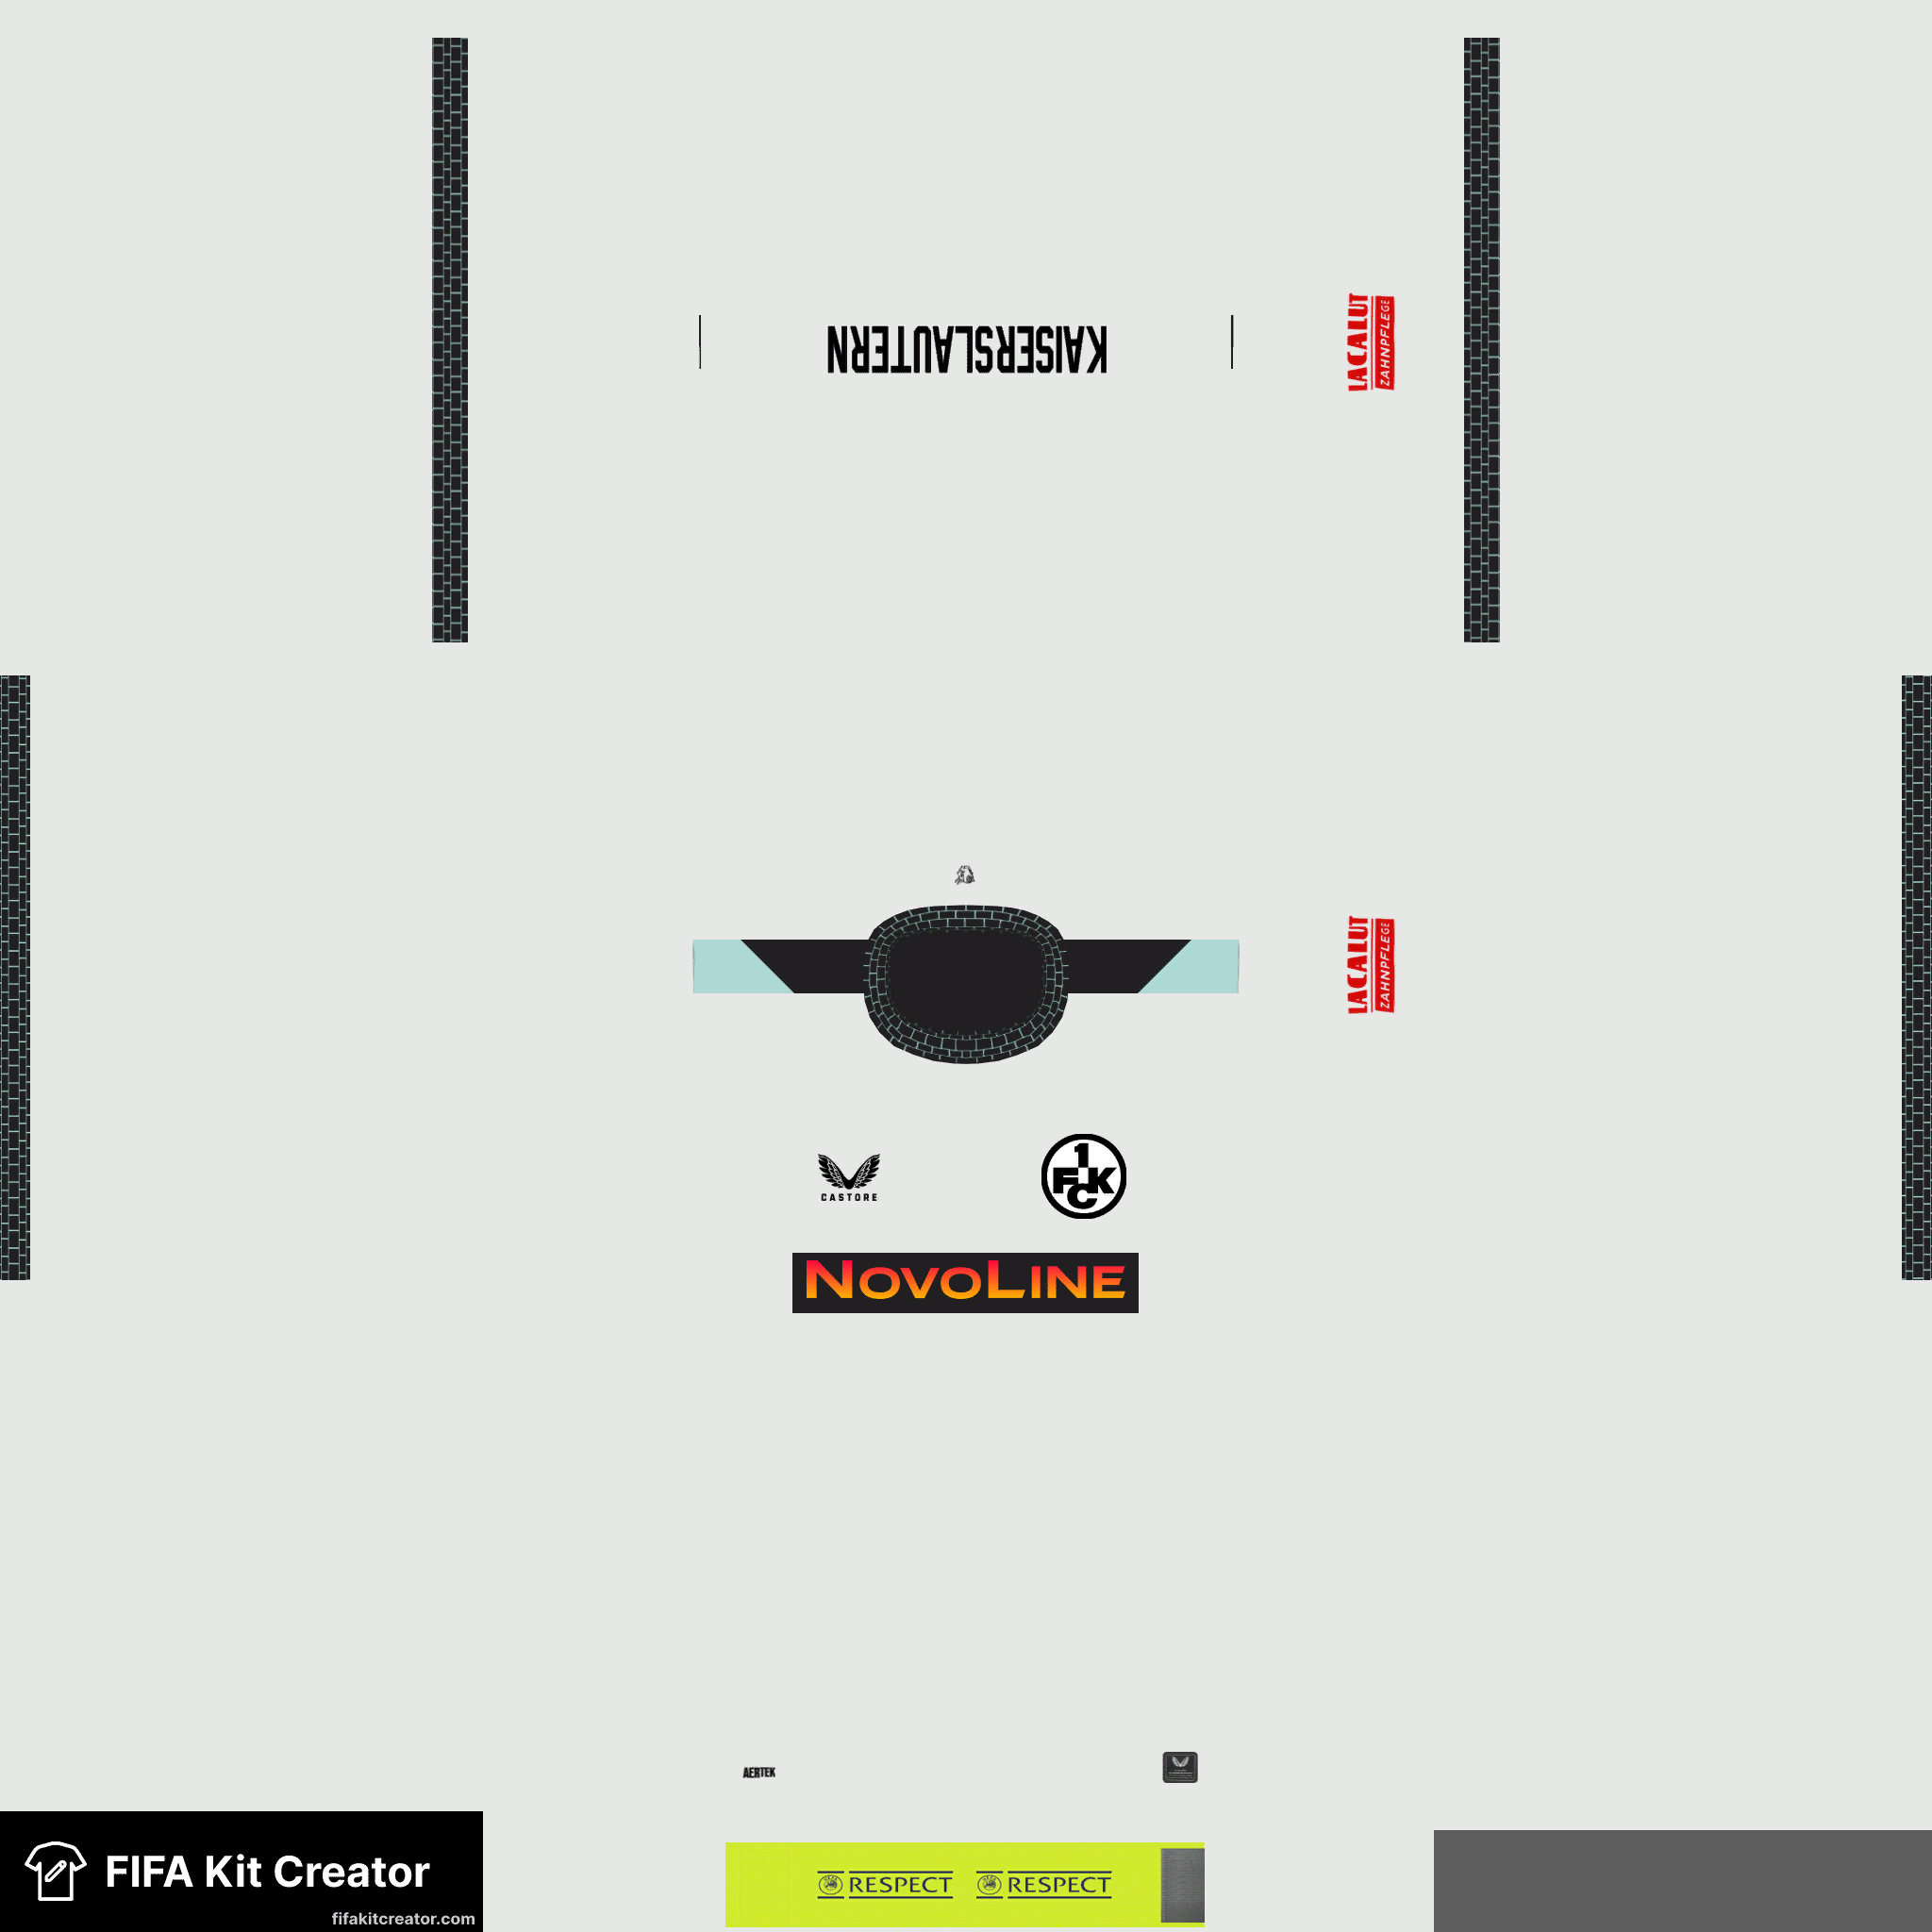 KAISERSLAUTERN
LACALUT
ZAHNPFLEGE
LACALUT
ZAHNPFLEGE
CASTORE
1
FCK
NOVOLINE
AERTEK
FIFA Kit Creator
fifakitcreator.com
RESPECT RESPECT